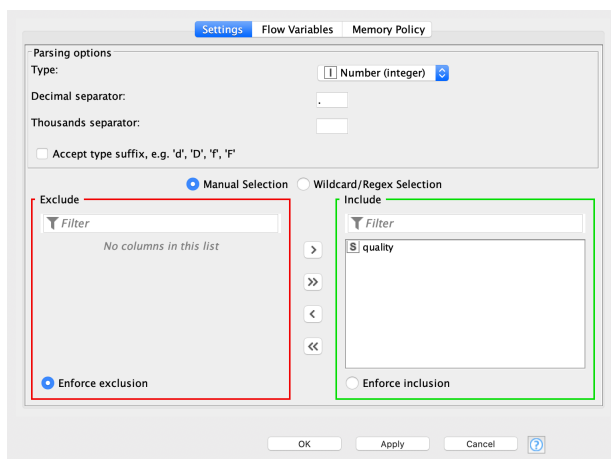 Settings Flow Variables Memory Policy
Parsing options
Type:
I Number (integer)
Decimal separator:
.
Thousands separator:
Accept type suffix, e.g. 'd', 'D', 'f', 'F'
Manual Selection Wildcard/Regex Selection
Exclude Include
Filter Filter
No columns in this list
S quality
>
>>
<
<<
Enforce exclusion Enforce inclusion
OK Apply Cancel ?